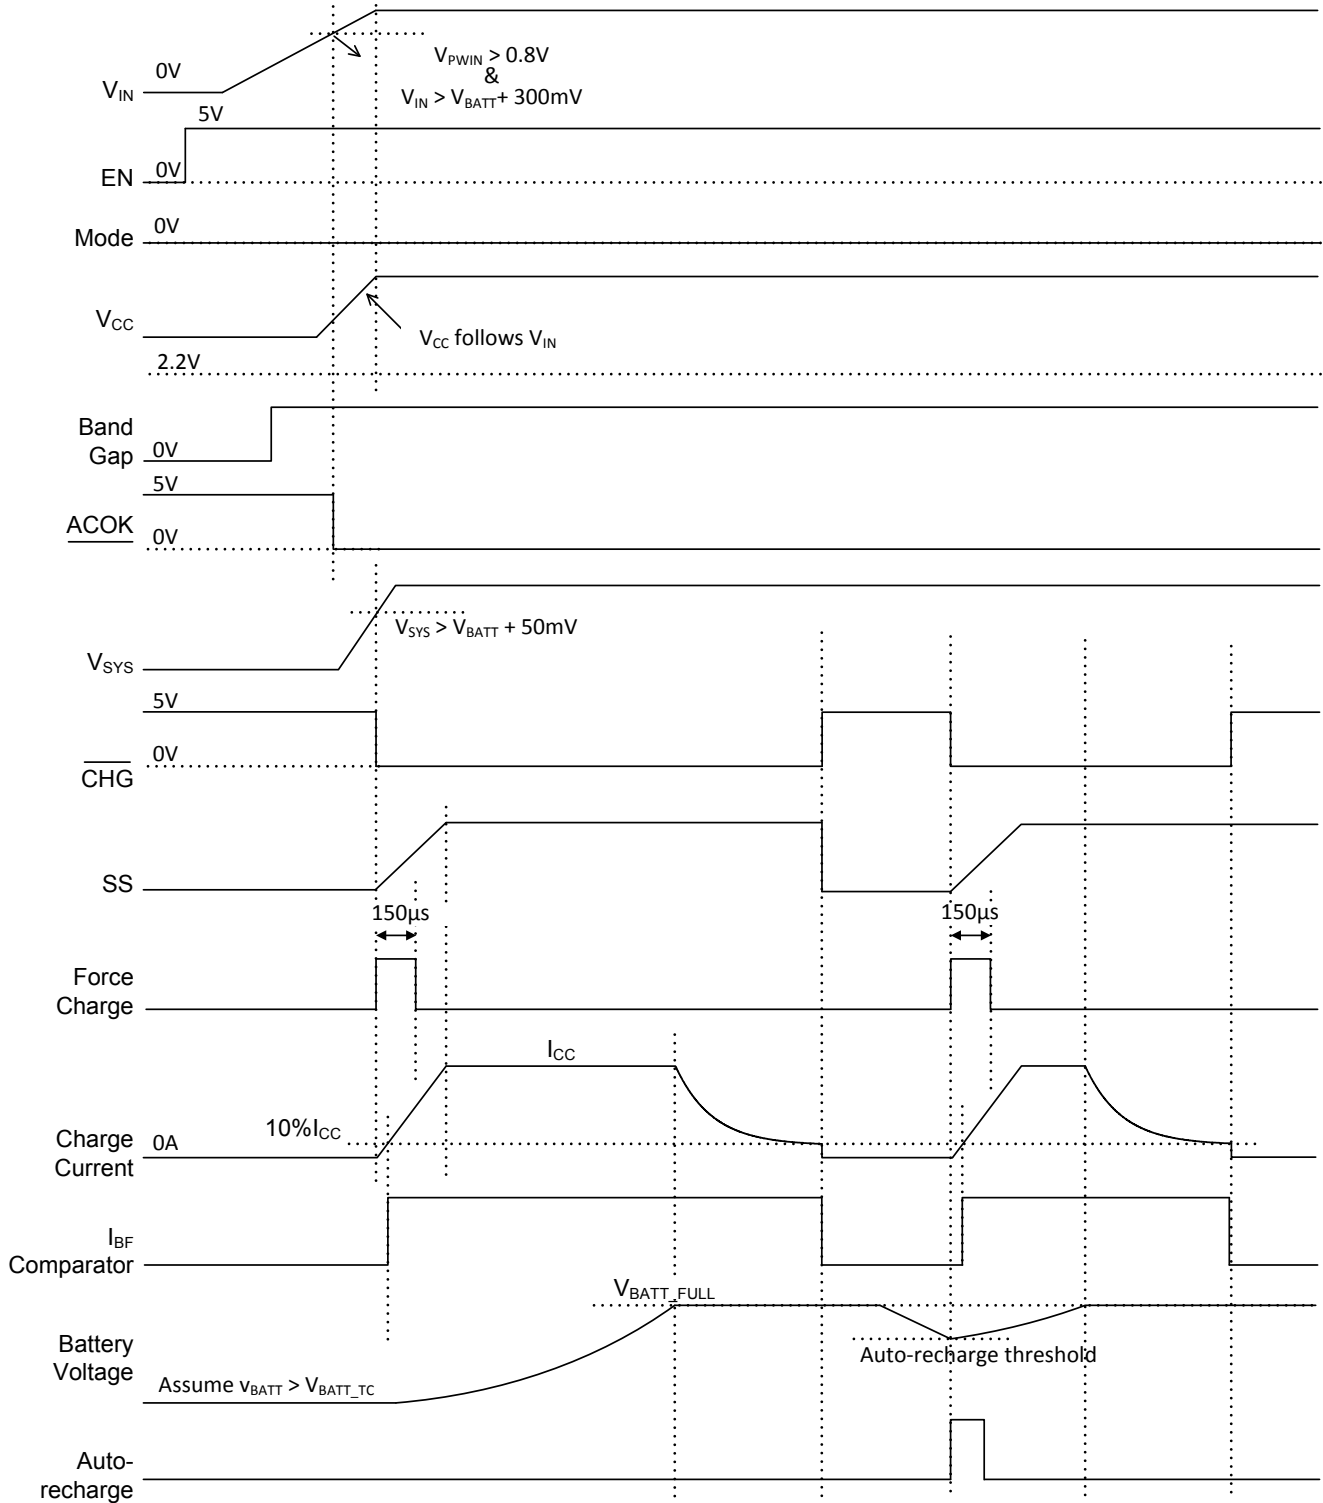 0V
V_IN
V_PWIN > 0.8V
&
V_IN > V_BATT + 300mV
5V
EN 0V
Mode 0V
V_CC
V_CC follows V_IN
2.2V
Band
Gap 0V
5V
ACOK 0V
V_SYS > V_BATT + 50mV
V_SYS
5V
0V
CHG
SS
150µs 150µs
Force
Charge
I_CC
10%I_CC
Charge
Current 0A
I_BF
Comparator
V_BATT_FULL
Battery
Voltage
Auto-recharge threshold
Assume v_BATT > V_BATT_TC
Auto-
recharge